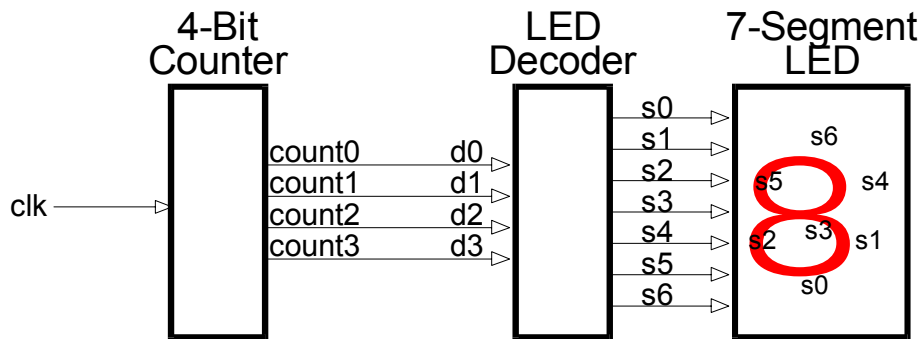 4-Bit
Counter
LED
Decoder
7-Segment
LED
clk
count0
count1
count2
count3
d0
d1
d2
d3
s0
s1
s2
s3
s4
s5
s6
s6
s5
s4
s2
s3
s1
s0